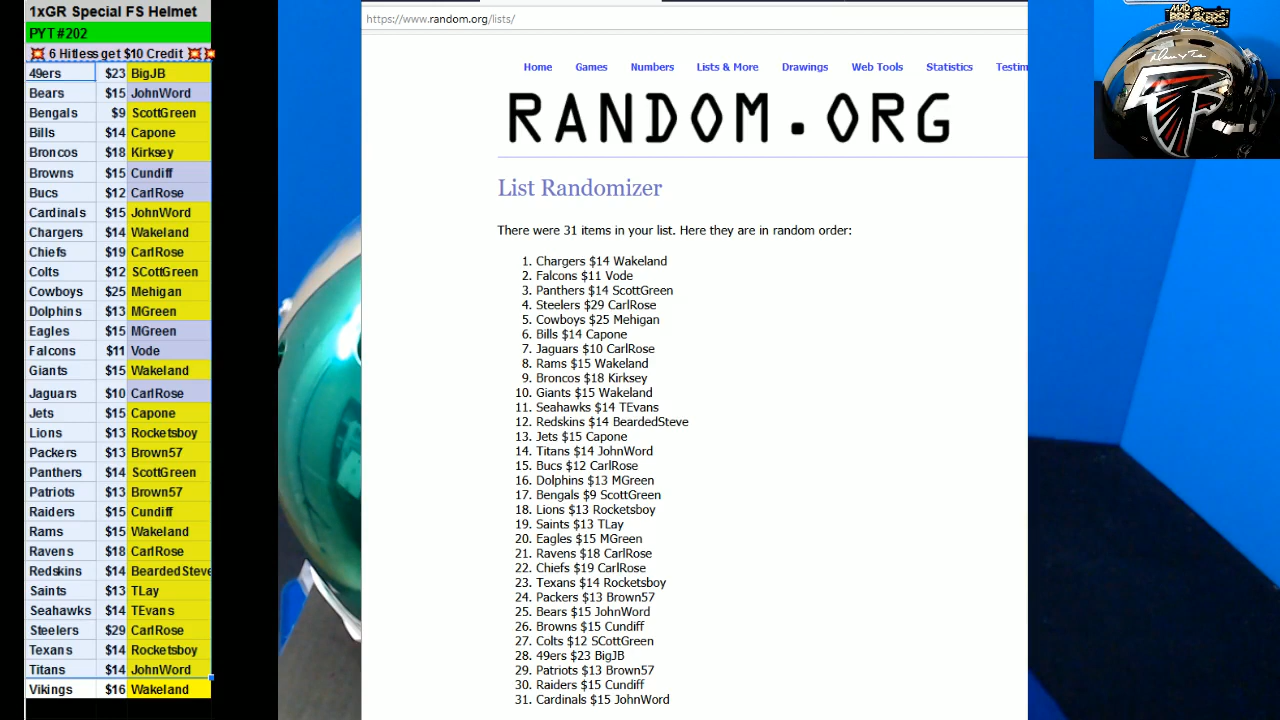 1xGR Special FS Helmet
PYT #202
💥 6 Hitless get $10 Credit 💥💥
49ers $23 BigJB
Bears $15 JohnWord
Bengals $9 ScottGreen
Bills $14 Capone
Broncos $18 Kirksey
Browns $15 Cundiff
Bucs $12 CarlRose
Cardinals $15 JohnWord
Chargers $14 Wakeland
Chiefs $19 CarlRose
Colts $12 SCottGreen
Cowboys $25 Mehigan
Dolphins $13 MGreen
Eagles $15 MGreen
Falcons $11 Vode
Giants $15 Wakeland
Jaguars $10 CarlRose
Jets $15 Capone
Lions $13 Rocketsboy
Packers $13 Brown57
Panthers $14 ScottGreen
Patriots $13 Brown57
Raiders $15 Cundiff
Rams $15 Wakeland
Ravens $18 CarlRose
Redskins $14 BeardedSteve
Saints $13 TLay
Seahawks $14 TEvans
Steelers $29 CarlRose
Texans $14 Rocketsboy
Titans $14 JohnWord
Vikings $16 Wakeland
https://www.random.org/lists/
Home Games Numbers Lists & More Drawings Web Tools Statistics Testim
RANDOM.ORG
List Randomizer
There were 31 items in your list. Here they are in random order:
1. Chargers $14 Wakeland
2. Falcons $11 Vode
3. Panthers $14 ScottGreen
4. Steelers $29 CarlRose
5. Cowboys $25 Mehigan
6. Bills $14 Capone
7. Jaguars $10 CarlRose
8. Rams $15 Wakeland
9. Broncos $18 Kirksey
10. Giants $15 Wakeland
11. Seahawks $14 TEvans
12. Redskins $14 BeardedSteve
13. Jets $15 Capone
14. Titans $14 JohnWord
15. Bucs $12 CarlRose
16. Dolphins $13 MGreen
17. Bengals $9 ScottGreen
18. Lions $13 Rocketsboy
19. Saints $13 TLay
20. Eagles $15 MGreen
21. Ravens $18 CarlRose
22. Chiefs $19 CarlRose
23. Texans $14 Rocketsboy
24. Packers $13 Brown57
25. Bears $15 JohnWord
26. Browns $15 Cundiff
27. Colts $12 SCottGreen
28. 49ers $23 BigJB
29. Patriots $13 Brown57
30. Raiders $15 Cundiff
31. Cardinals $15 JohnWord
MAD
BREAKERS